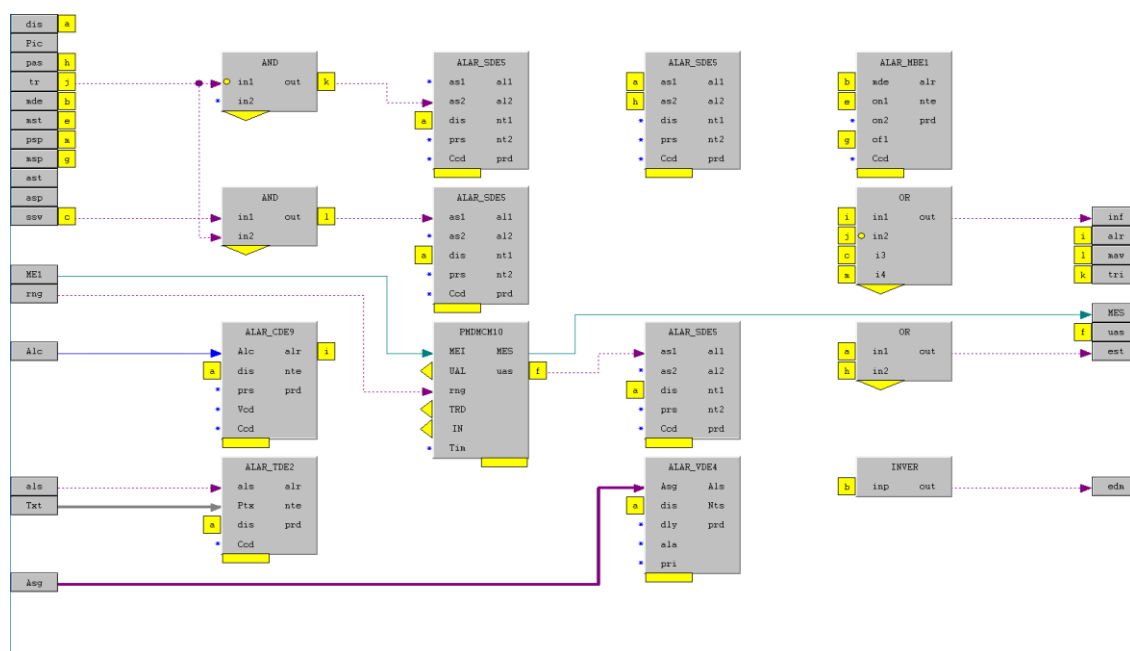 dis a
Pic
pas h
tr j
mde b
mst e
psp m
msp g
ast
asp
ssv c
ME1
rng
Alc
als
Txt
Asg
AND
in1 out k
in2
AND
in1 out l
in2
ALAR_CDE9
Alc alr i
a dis nte
prs prd
Vcd
Ccd
ALAR_TDE2
als alr
Ptx nte
a dis prd
Ccd
ALAR_SDE5
as1 al1
as2 al2
a dis nt1
prs nt2
Ccd prd
ALAR_SDE5
as1 al1
as2 al2
a dis nt1
prs nt2
Ccd prd
PMDMCM10
MEI MES
UAL uas f
rng
TRD
IN
Tim
ALAR_SDE5
a as1 al1
h as2 al2
dis nt1
prs nt2
Ccd prd
ALAR_SDE5
as1 al1
as2 al2
a dis nt1
prs nt2
Ccd prd
ALAR_VDE4
Asg Als
a dis Nts
dly prd
ala
pri
ALAR_MBE1
b mde alr
e on1 nte
on2 prd
g of1
Ccd
OR
i in1 out
j in2
c i3
m i4
OR
a in1 out
h in2
INVER
b inp out
inf
i alr
l mav
k tri
MES
f uas
est
edm